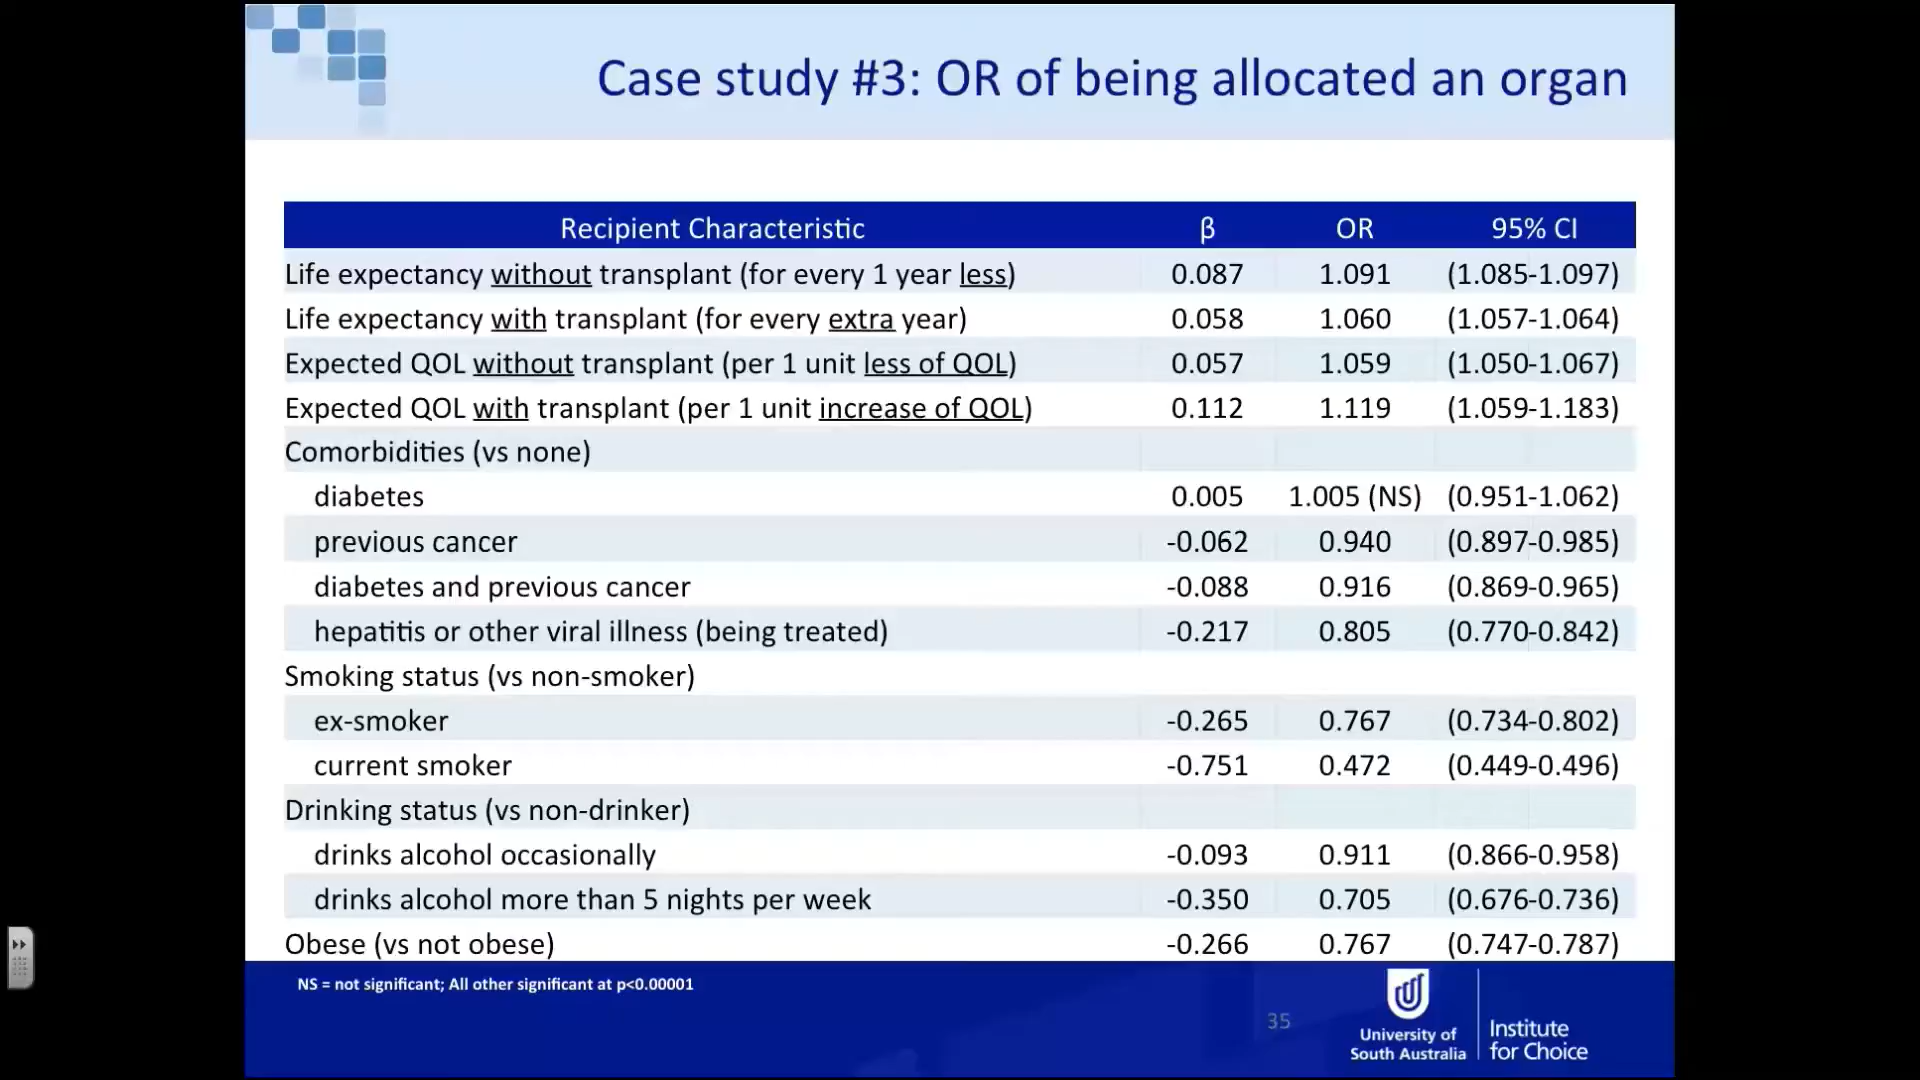 Case study #3: OR of being allocated an organ
Recipient Characteristic β OR 95% CI
Life expectancy without transplant (for every 1 year less) 0.087 1.091 (1.085-1.097)
Life expectancy with transplant (for every extra year) 0.058 1.060 (1.057-1.064)
Expected QOL without transplant (per 1 unit less of QOL) 0.057 1.059 (1.050-1.067)
Expected QOL with transplant (per 1 unit increase of QOL) 0.112 1.119 (1.059-1.183)
Comorbidities (vs none)
diabetes 0.005 1.005 (NS) (0.951-1.062)
previous cancer -0.062 0.940 (0.897-0.985)
diabetes and previous cancer -0.088 0.916 (0.869-0.965)
hepatitis or other viral illness (being treated) -0.217 0.805 (0.770-0.842)
Smoking status (vs non-smoker)
ex-smoker -0.265 0.767 (0.734-0.802)
current smoker -0.751 0.472 (0.449-0.496)
Drinking status (vs non-drinker)
drinks alcohol occasionally -0.093 0.911 (0.866-0.958)
drinks alcohol more than 5 nights per week -0.350 0.705 (0.676-0.736)
Obese (vs not obese) -0.266 0.767 (0.747-0.787)
NS = not significant; All other significant at p<0.00001
35
University of
South Australia
Institute
for Choice